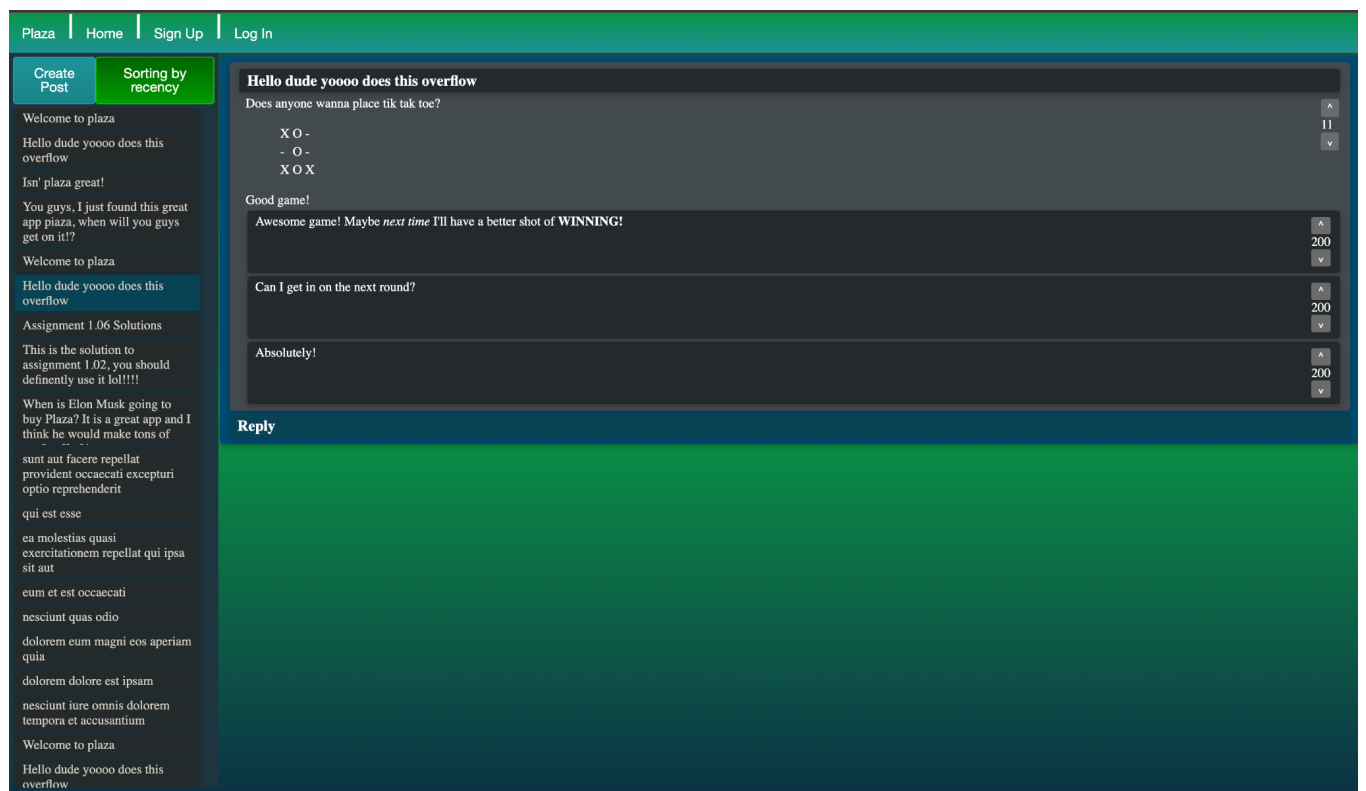 Plaza Home Sign Up Log In
Create
Post
Sorting by
recency
Welcome to plaza
Hello dude yoooo does this
overflow
Isn' plaza great!
You guys, I just found this great
app piaza, when will you guys
get on it!?
Welcome to plaza
Hello dude yoooo does this
overflow
Assignment 1.06 Solutions
This is the solution to
assignment 1.02, you should
definently use it lol!!!!
When is Elon Musk going to
buy Plaza? It is a great app and I
think he would make tons of
sunt aut facere repellat
provident occaecati excepturi
optio reprehenderit
qui est esse
ea molestias quasi
exercitationem repellat qui ipsa
sit aut
eum et est occaecati
nesciunt quas odio
dolorem eum magni eos aperiam
quia
dolorem dolore est ipsam
nesciunt iure omnis dolorem
tempora et accusantium
Welcome to plaza
Hello dude yoooo does this
overflow
Hello dude yoooo does this overflow
Does anyone wanna place tik tak toe?
^
11
v
X O -
- O -
X O X
Good game!
Awesome game! Maybe next time I'll have a better shot of WINNING!
^
200
v
Can I get in on the next round?
^
200
v
Absolutely!
^
200
v
Reply